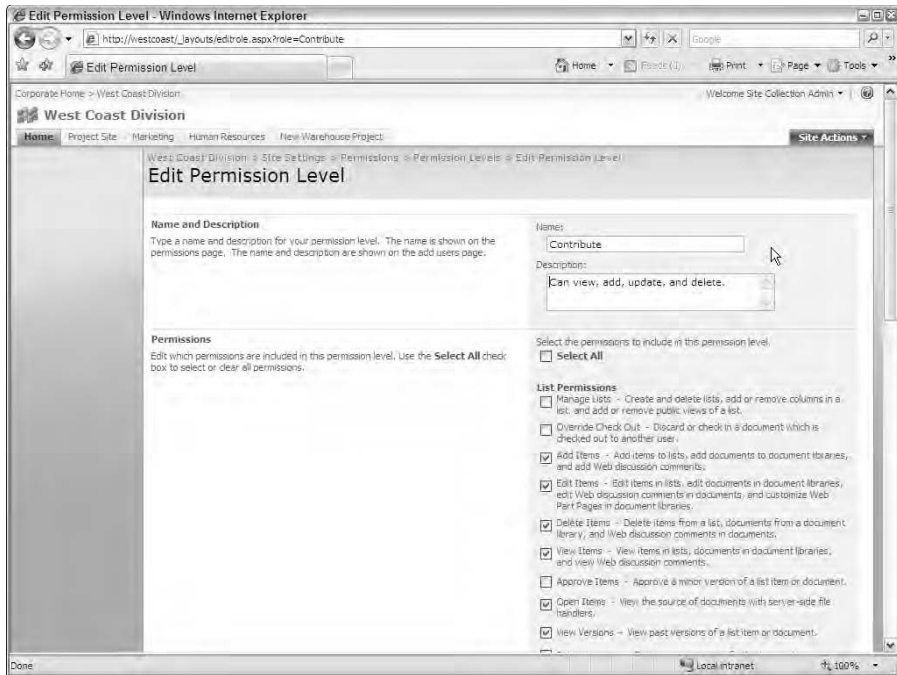 Edit Permission Level - Windows Internet Explorer
http://westcoast/_layouts/editrole.aspx?role=Contribute
Google
Edit Permission Level
Home
Print
Page
Tools
»
Corporate Home > West Coast Division
Welcome Site Collection Admin
West Coast Division
Home Project Site Marketing Human Resources New Warehouse Project
Site Actions
West Coast Division > Site Settings > Permissions > Permission Levels > Edit Permission Level
Edit Permission Level
Name and Description
Type a name and description for your permission level. The name is shown on the
permissions page. The name and description are shown on the add users page.
Name:
Contribute
Description:
Can view, add, update, and delete.
Permissions
Edit which permissions are included in this permission level. Use the Select All check
box to select or clear all permissions.
Select the permissions to include in this permission level.
Select All
List Permissions
Manage Lists - Create and delete lists, add or remove columns in a
list, and add or remove public views of a list.
Override Check Out - Discard or check in a document which is
checked out to another user.
Add Items - Add items to lists, add documents to document libraries,
and add Web discussion comments.
Edit Items - Edit items in lists, edit documents in document libraries,
edit Web discussion comments in documents, and customize Web
Part Pages in document libraries.
Delete Items - Delete items from a list, documents from a document
library, and Web discussion comments in documents.
View Items - View items in lists, documents in document libraries,
and view Web discussion comments.
Approve Items - Approve a minor version of a list item or document.
Open Items - View the source of documents with server-side file
handlers.
View Versions - View past versions of a list item or document.
Done
Local intranet
100%